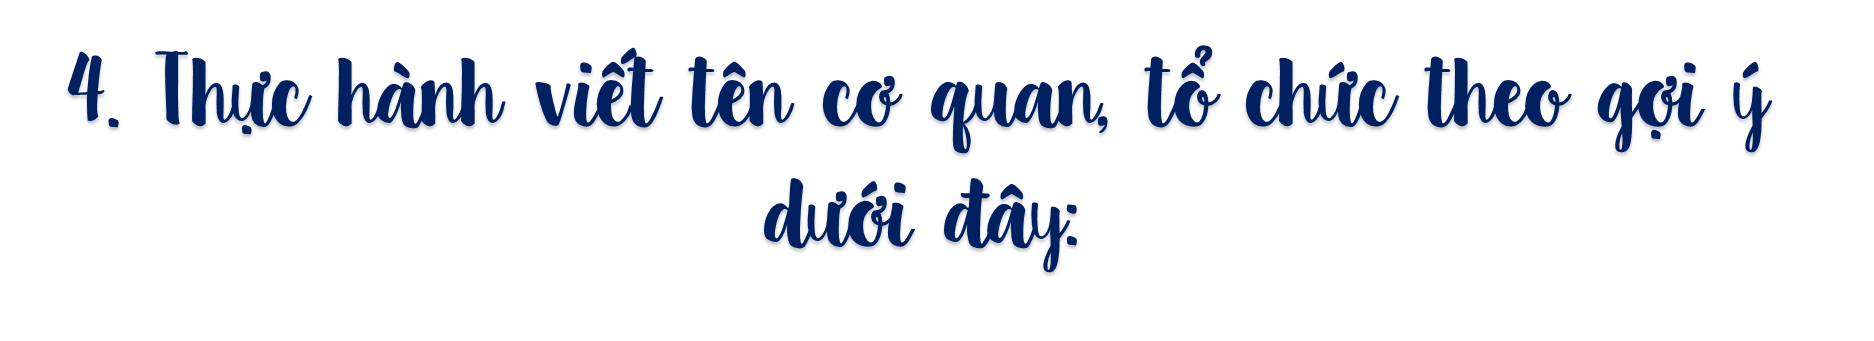 4. Thực hành viết tên cơ quan, tổ chức theo gợi ý
dưới đây: